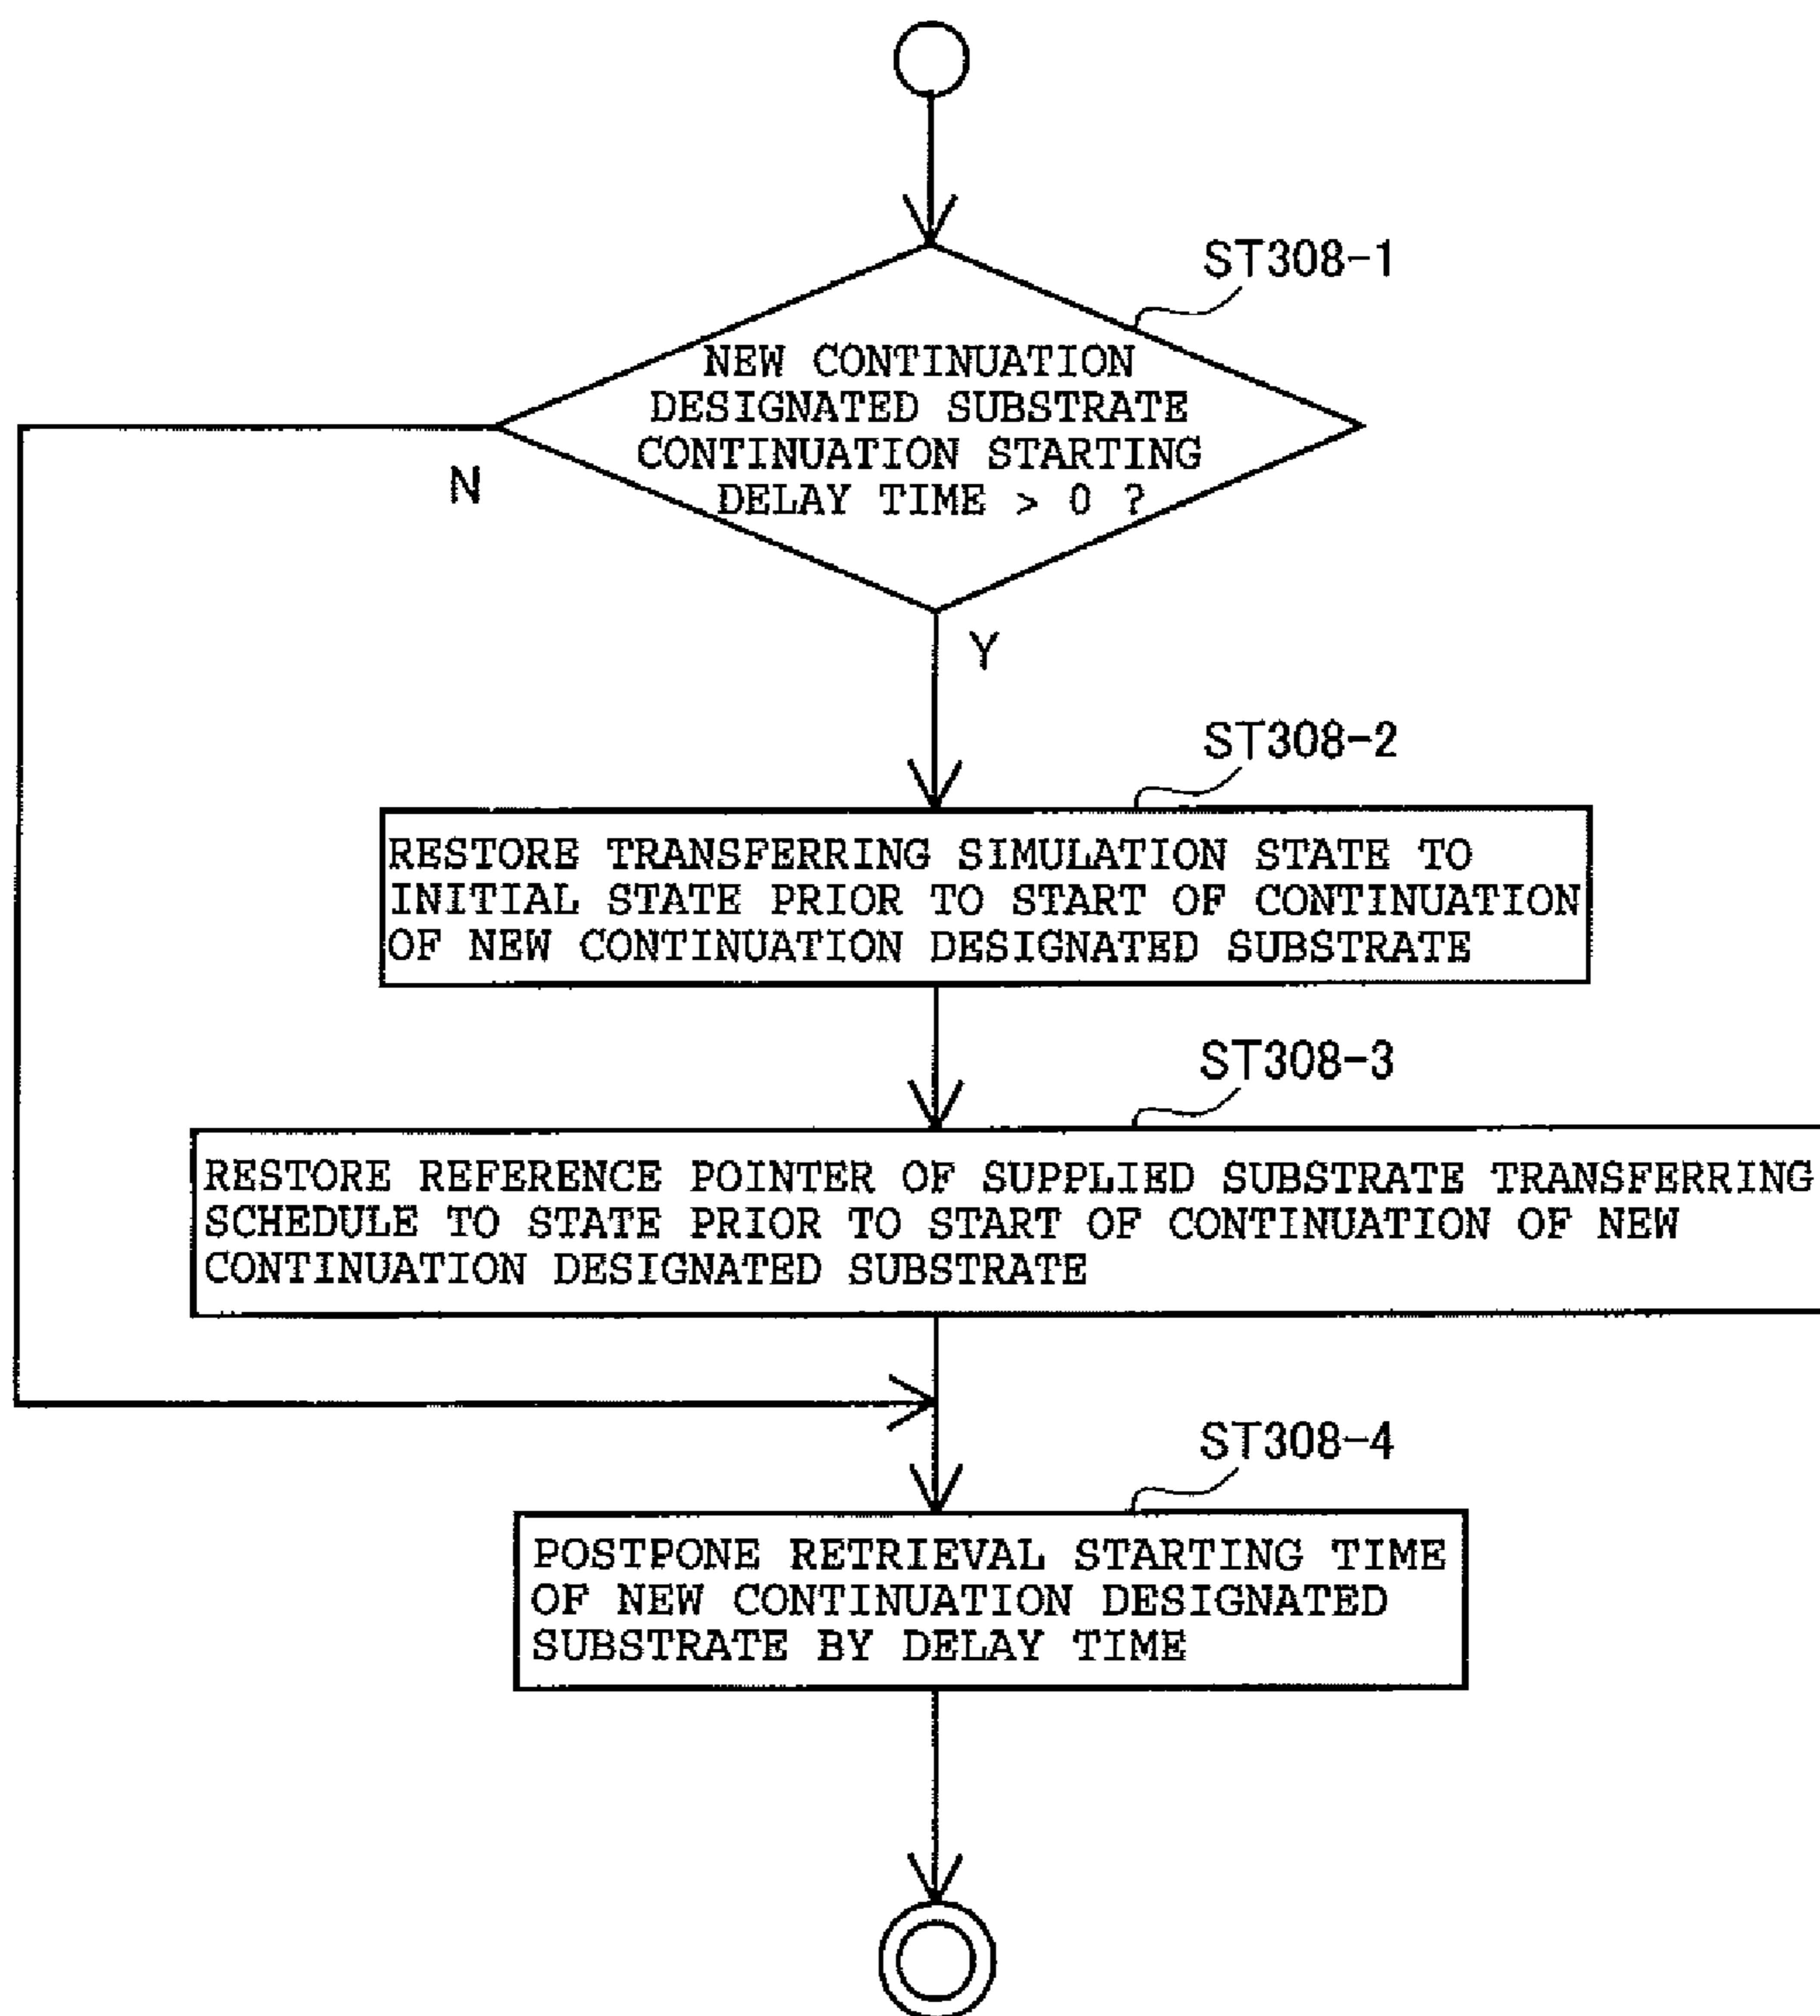 ST308-1
NEW CONTINUATION
DESIGNATED SUBSTRATE
CONTINUATION STARTING
DELAY TIME > 0 ?
N
Y
ST308-2
RESTORE TRANSFERRING SIMULATION STATE TO
INITIAL STATE PRIOR TO START OF CONTINUATION
OF NEW CONTINUATION DESIGNATED SUBSTRATE
ST308-3
RESTORE REFERENCE POINTER OF SUPPLIED SUBSTRATE TRANSFERRING
SCHEDULE TO STATE PRIOR TO START OF CONTINUATION OF NEW
CONTINUATION DESIGNATED SUBSTRATE
ST308-4
POSTPONE RETRIEVAL STARTING TIME
OF NEW CONTINUATION DESIGNATED
SUBSTRATE BY DELAY TIME